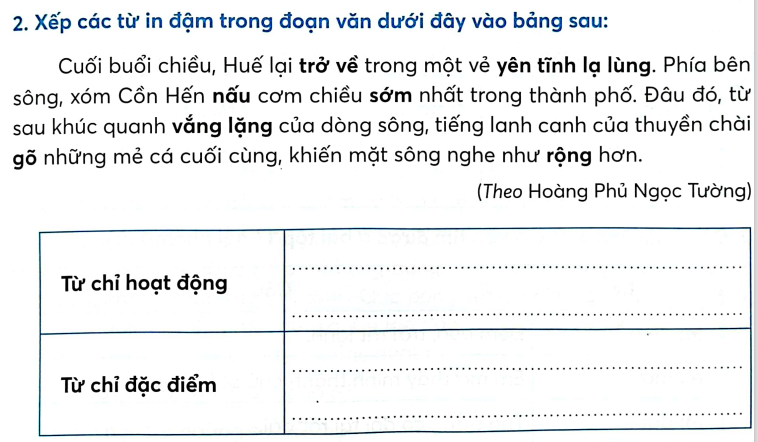 2. Xếp các từ in đậm trong đoạn văn dưới đây vào bảng sau:
Cuối buổi chiều, Huế lại trở về trong một vẻ yên tĩnh lạ lùng. Phía bên
sông, xóm Cồn Hến nấu cơm chiều sớm nhất trong thành phố. Đâu đó, từ
sau khúc quanh vắng lặng của dòng sông, tiếng lanh canh của thuyền chài
gõ những mẻ cá cuối cùng, khiến mặt sông nghe như rộng hơn.
(Theo Hoàng Phủ Ngọc Tường)
Từ chỉ hoạt động
Từ chỉ đặc điểm